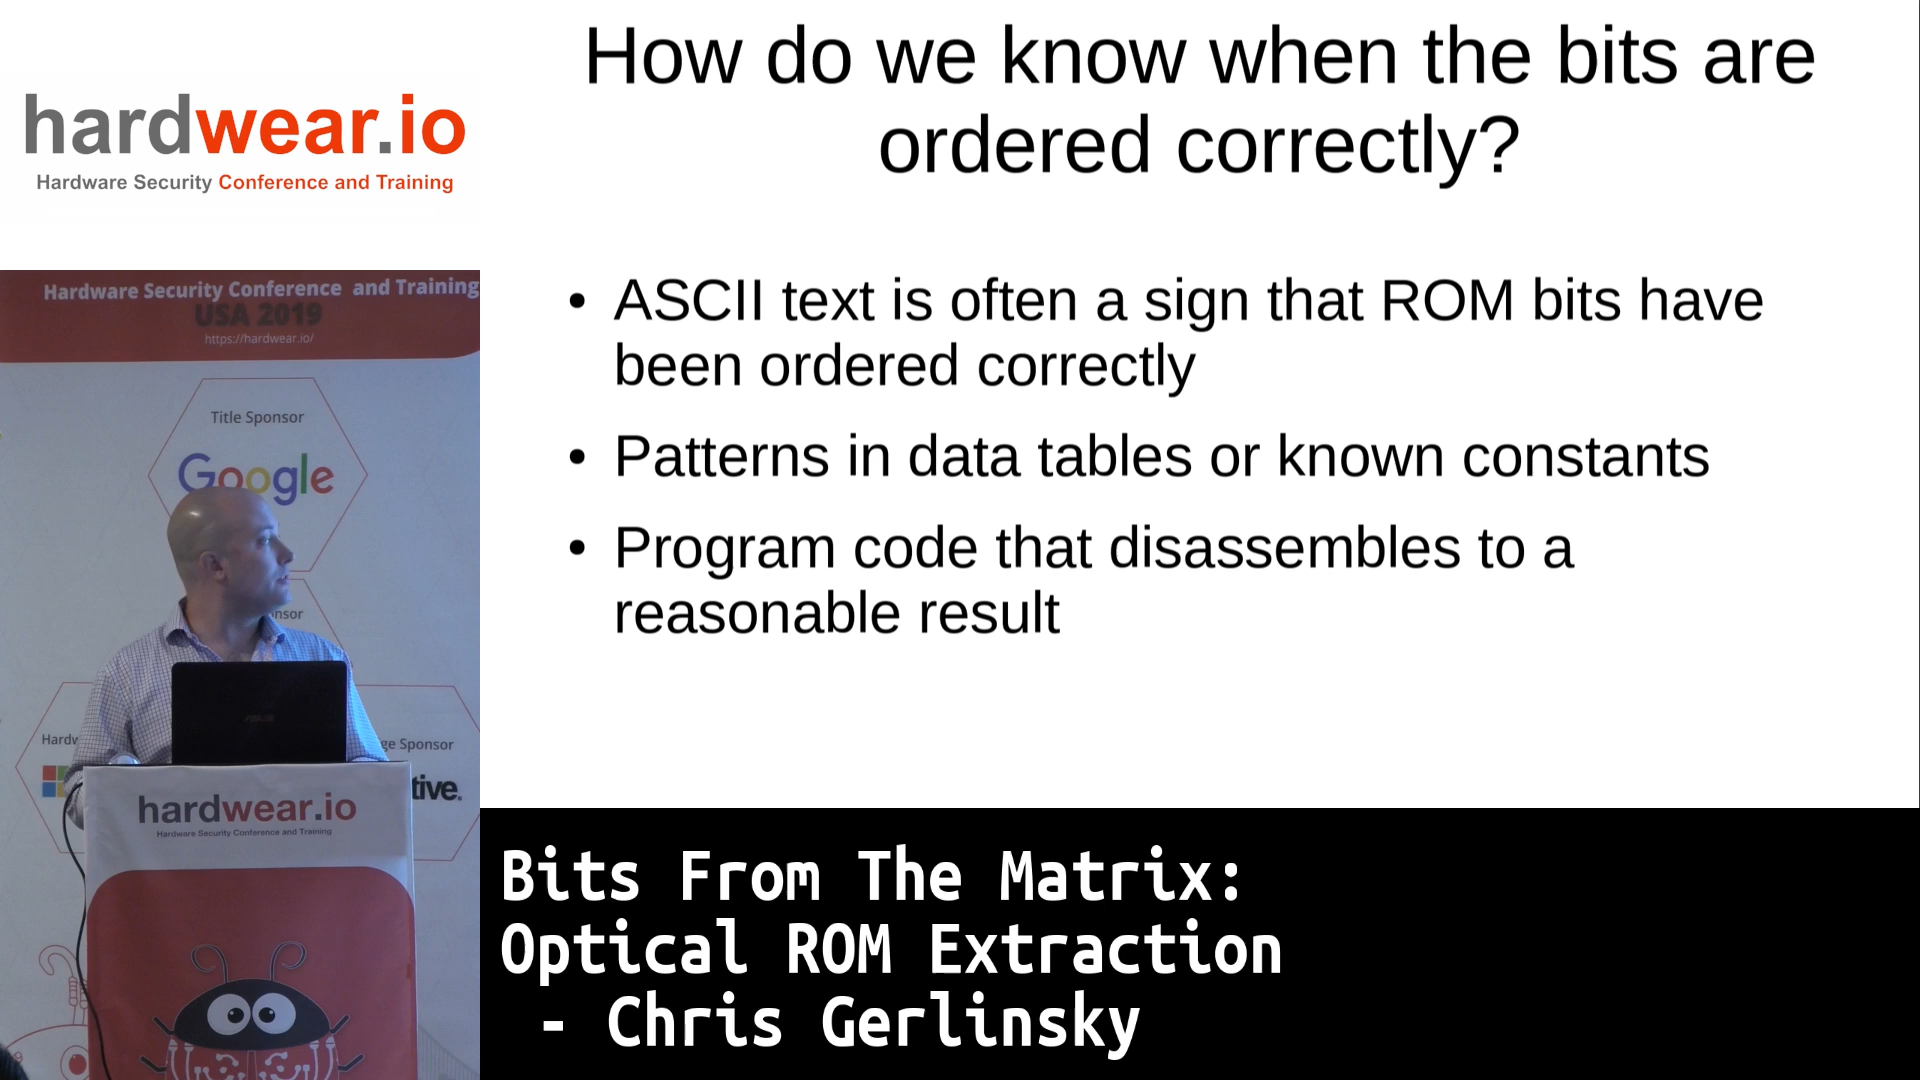 hardwear.io
Hardware Security Conference and Training
How do we know when the bits are
ordered correctly?
• ASCII text is often a sign that ROM bits have
been ordered correctly
• Patterns in data tables or known constants
• Program code that disassembles to a
reasonable result
Hardware Security Conference and Training
USA 2019
https://hardwear.io/
Title Sponsor
Google
nsor
Hardw
ge Sponsor
tive.
ASUS
hardwear.io
Hardware Security Conference and Training
Bits From The Matrix:
Optical ROM Extraction
- Chris Gerlinsky